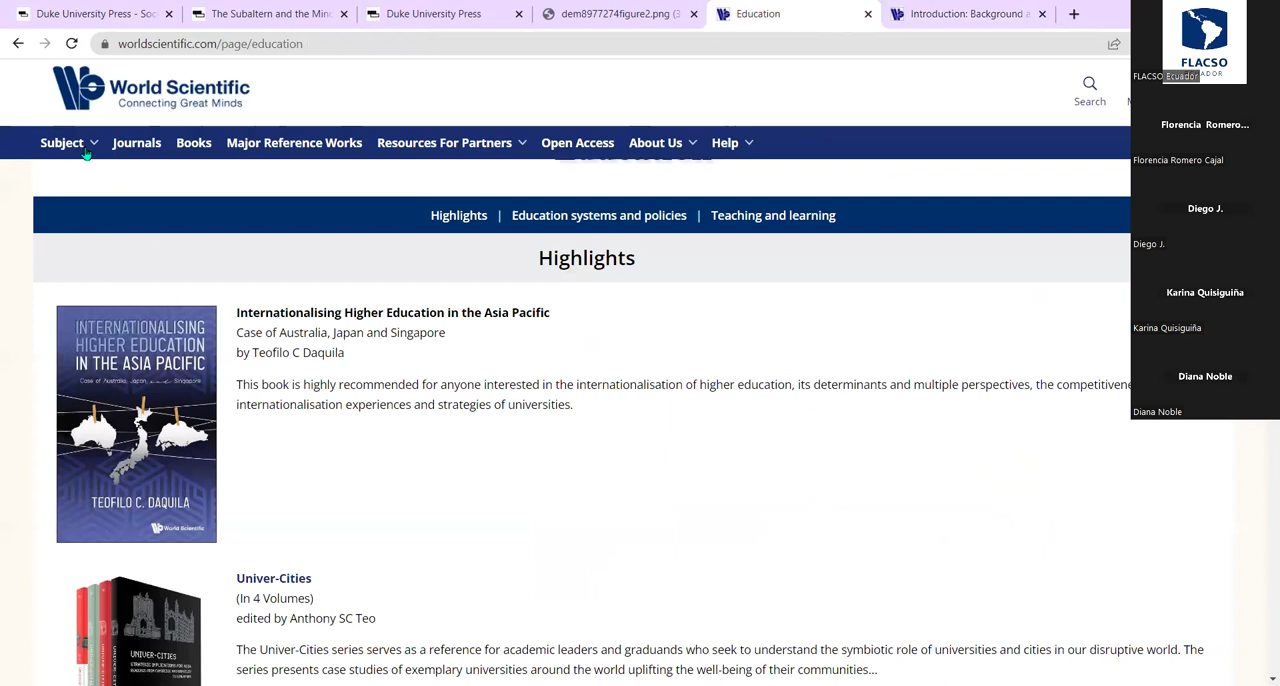 Duke University Press - Soc
The Subaltern and the Mind
Duke University Press
dem8977274figure2.png (3
Education
Introduction: Background a
worldscientific.com/page/education
World Scientific
Connecting Great Minds
Search
Subject
Journals
Books
Major Reference Works
Resources For Partners
Open Access
About Us
Help
Highlights | Education systems and policies | Teaching and learning
Highlights
INTERNATIONALISING
HIGHER EDUCATION
IN THE ASIA PACIFIC
Case of Australia, Japan and Singapore
TEOFILO C. DAQUILA
World Scientific
Internationalising Higher Education in the Asia Pacific
Case of Australia, Japan and Singapore
by Teofilo C Daquila
This book is highly recommended for anyone interested in the internationalisation of higher education, its determinants and multiple perspectives, the competitivene
internationalisation experiences and strategies of universities.
UNIVER-CITIES
Univer-Cities
(In 4 Volumes)
edited by Anthony SC Teo
The Univer-Cities series serves as a reference for academic leaders and graduands who seek to understand the symbiotic role of universities and cities in our disruptive world. The
series presents case studies of exemplary universities around the world uplifting the well-being of their communities...
FLACSO
ADOR
FLACSO Ecuador
Florencia Romero...
Florencia Romero Cajal
Diego J.
Diego J.
Karina Quisiguiña
Karina Quisiguiña
Diana Noble
Diana Noble